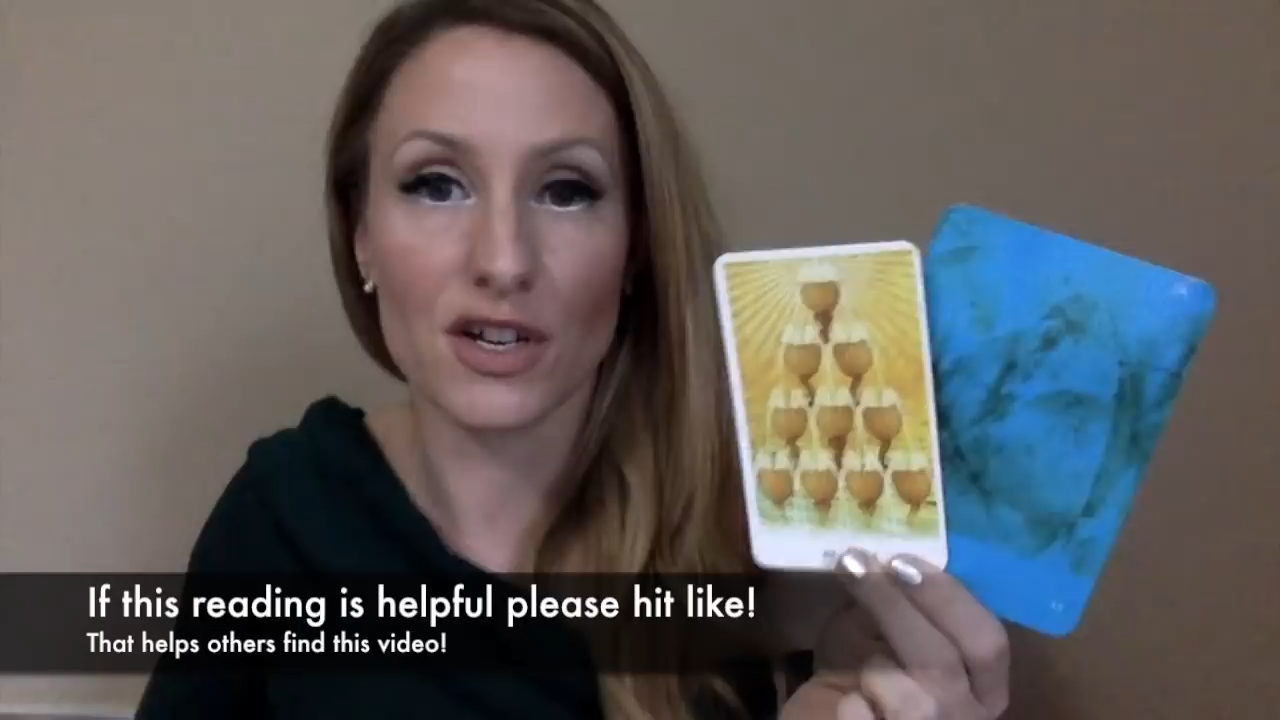 If this reading is helpful please hit like!
That helps others find this video!